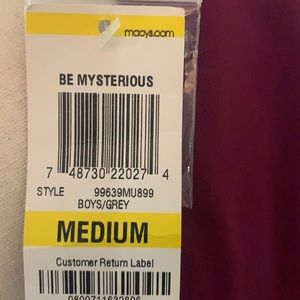 macys.com
BE MYSTERIOUS
7 48730 22027 4
STYLE 99639MU899
BOYS/GREY
MEDIUM
Customer Return Label